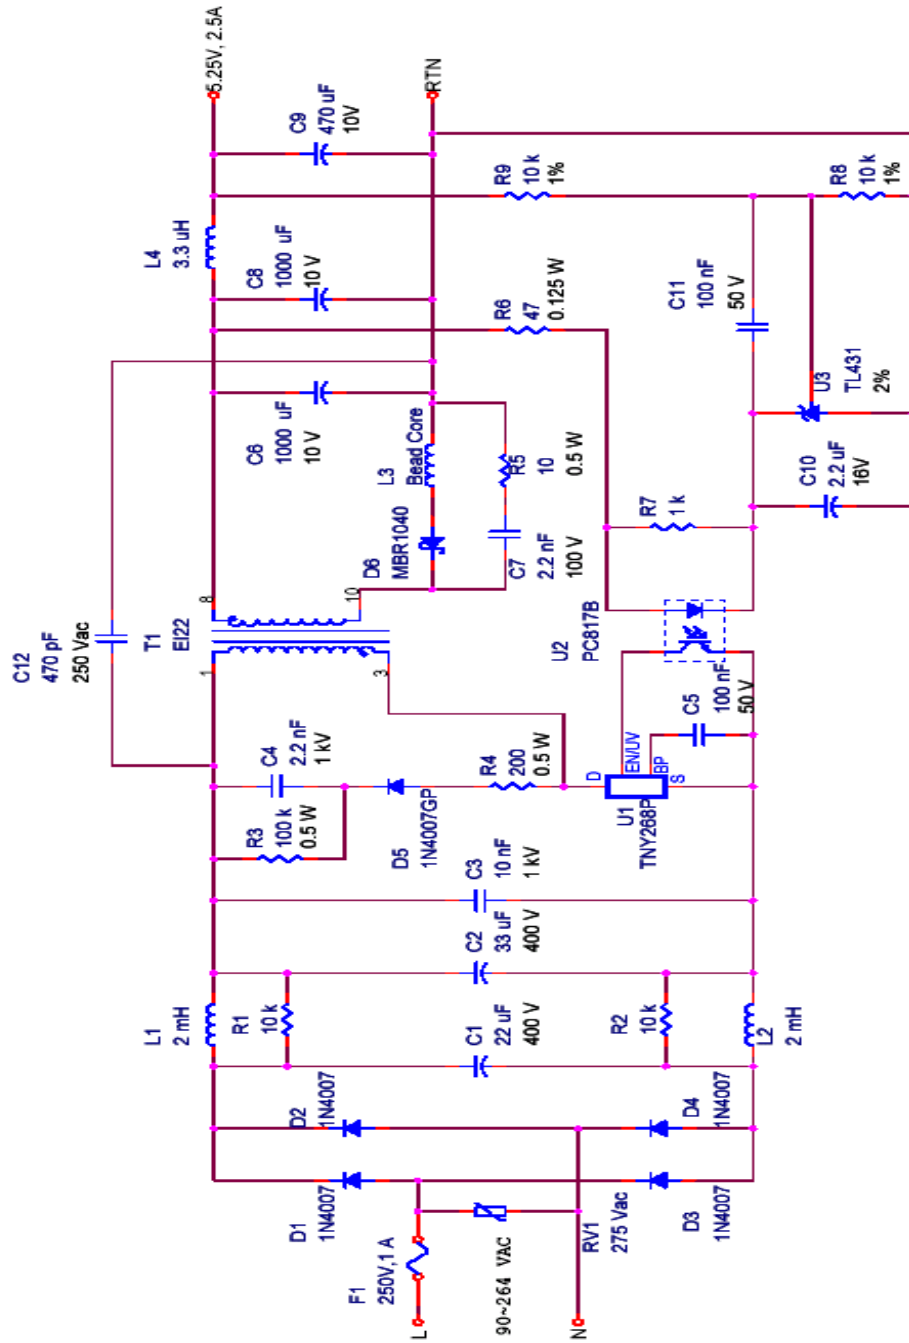 L
F1
250V,1 A
90~264 VAC
N
D1
1N4007
D2
1N4007
RV1
275 Vac
D3
1N4007
D4
1N4007
L1
2 mH
R1
10 k
C1
22 uF
400 V
C2
33 uF
400 V
R2
10 k
L2
2 mH
C3
10 nF
1 kV
R3
100 k
0.5 W
C4
2.2 nF
1 kV
D5
1N4007GP
R4
200
0.5 W
U1
TNY268P
D
EN/UV
BP
S
C5
100 nF
50 V
C12
470 pF
250 Vac
T1
EI22
1
3
8
10
U2
PC817B
D6
MBR1040
L3
Bead Core
C7
2.2 nF
100 V
R5
10
0.5 W
C6
1000 uF
10 V
C8
1000 uF
10 V
L4
3.3 uH
C9
470 uF
10V
5.25V, 2.5A
RTN
R6
47
0.125 W
R7
1 k
R9
10 k
1%
C10
2.2 uF
16V
U3
TL431
2%
C11
100 nF
50 V
R8
10 k
1%